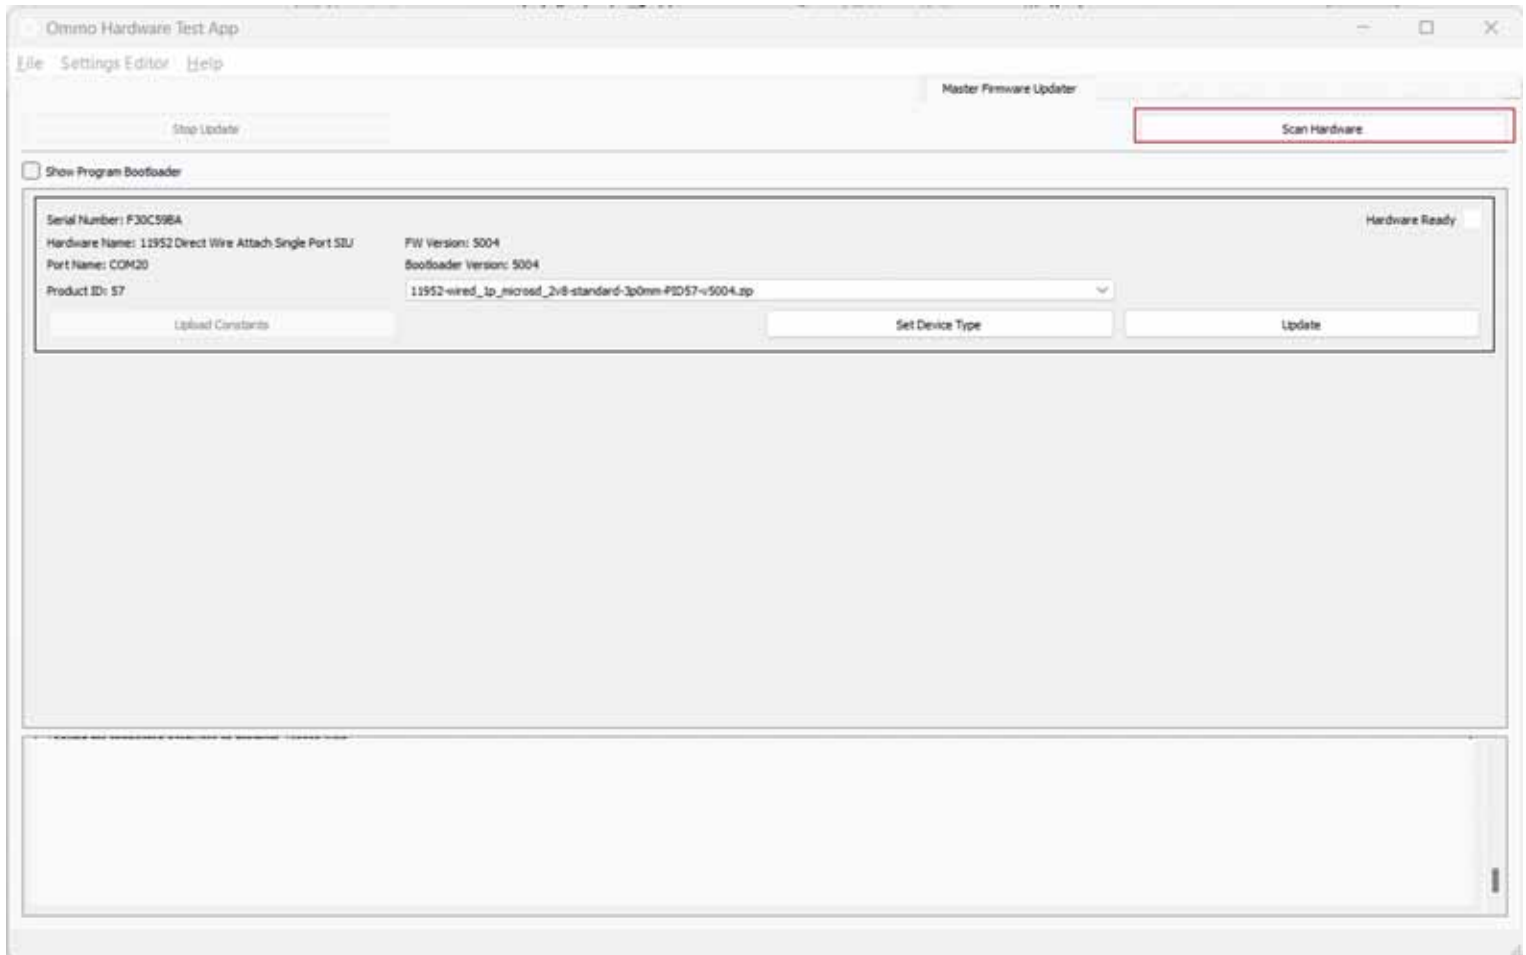 Ommo Hardware Test App
File Settings Editor Help
Master Firmware Updater
Stop Update
Scan Hardware
Show Program Bootloader
Serial Number: F30C59BA
Hardware Ready
Hardware Name: 11952 Direct Wire Attach Single Port SIU
FW Version: 5004
Port Name: COM20
Bootloader Version: 5004
Product ID: 57
11952-wired_1p_microsd_2v8-standard-3p0mm-PID57-v5004.zip
Upload Constants
Set Device Type
Update